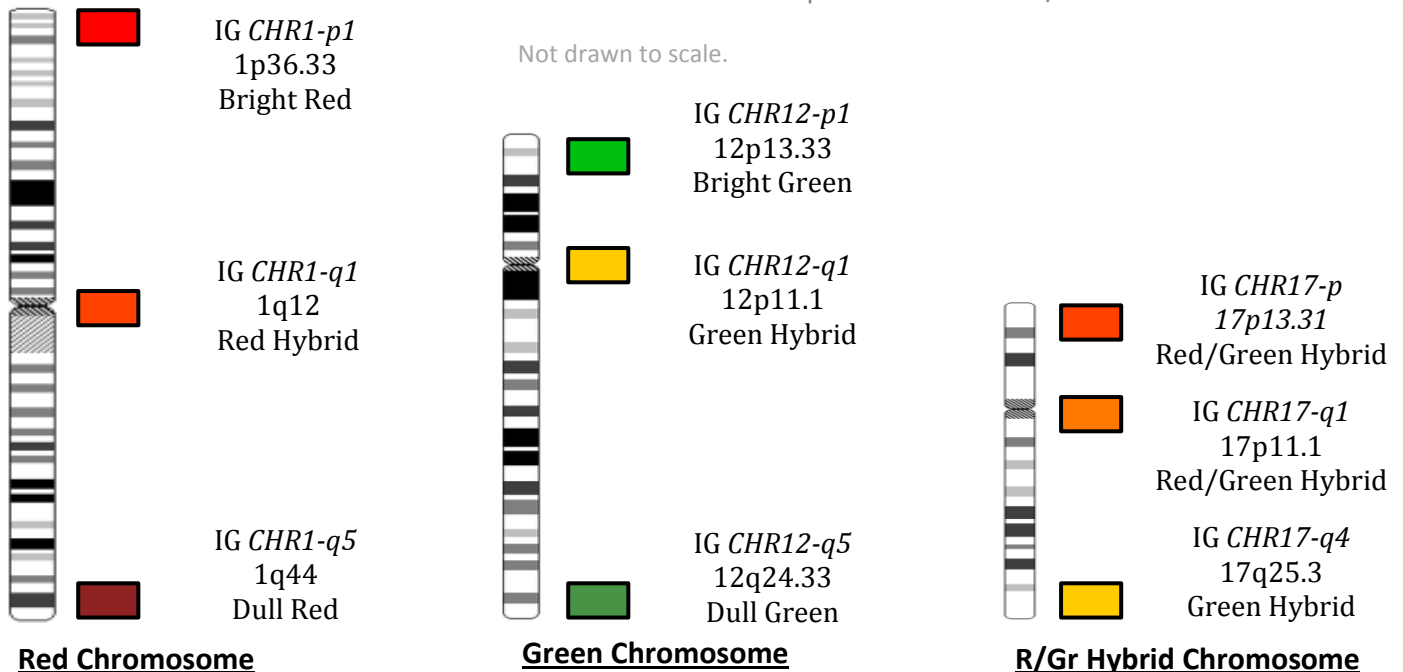 Not drawn to scale.
IG CHR1-p1
1p36.33
Bright Red
IG CHR1-q1
1q12
Red Hybrid
IG CHR1-q5
1q44
Dull Red
Red Chromosome
IG CHR12-p1
12p13.33
Bright Green
IG CHR12-q1
12p11.1
Green Hybrid
IG CHR12-q5
12q24.33
Dull Green
Green Chromosome
IG CHR17-p
17p13.31
Red/Green Hybrid
IG CHR17-q1
17p11.1
Red/Green Hybrid
IG CHR17-q4
17q25.3
Green Hybrid
R/Gr Hybrid Chromosome